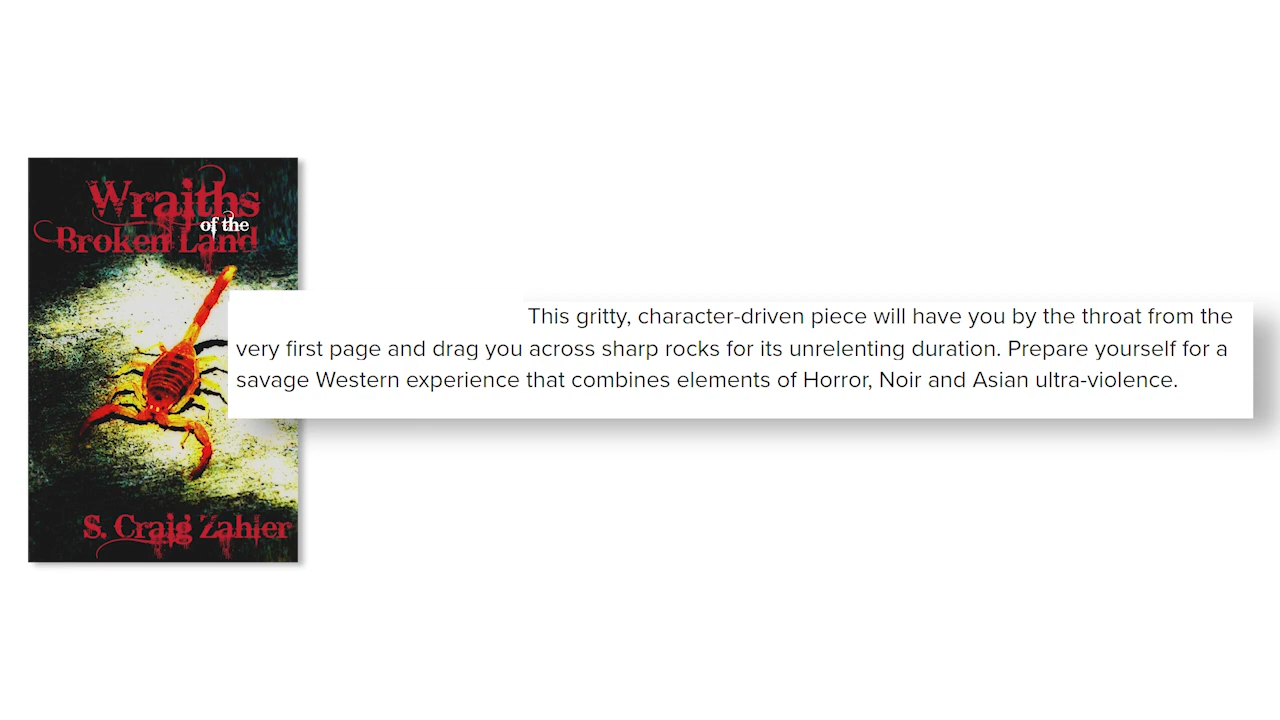 Wraiths
of the
Broken Land
This gritty, character-driven piece will have you by the throat from the
very first page and drag you across sharp rocks for its unrelenting duration. Prepare yourself for a
savage Western experience that combines elements of Horror, Noir and Asian ultra-violence.
S. Craig Zahler